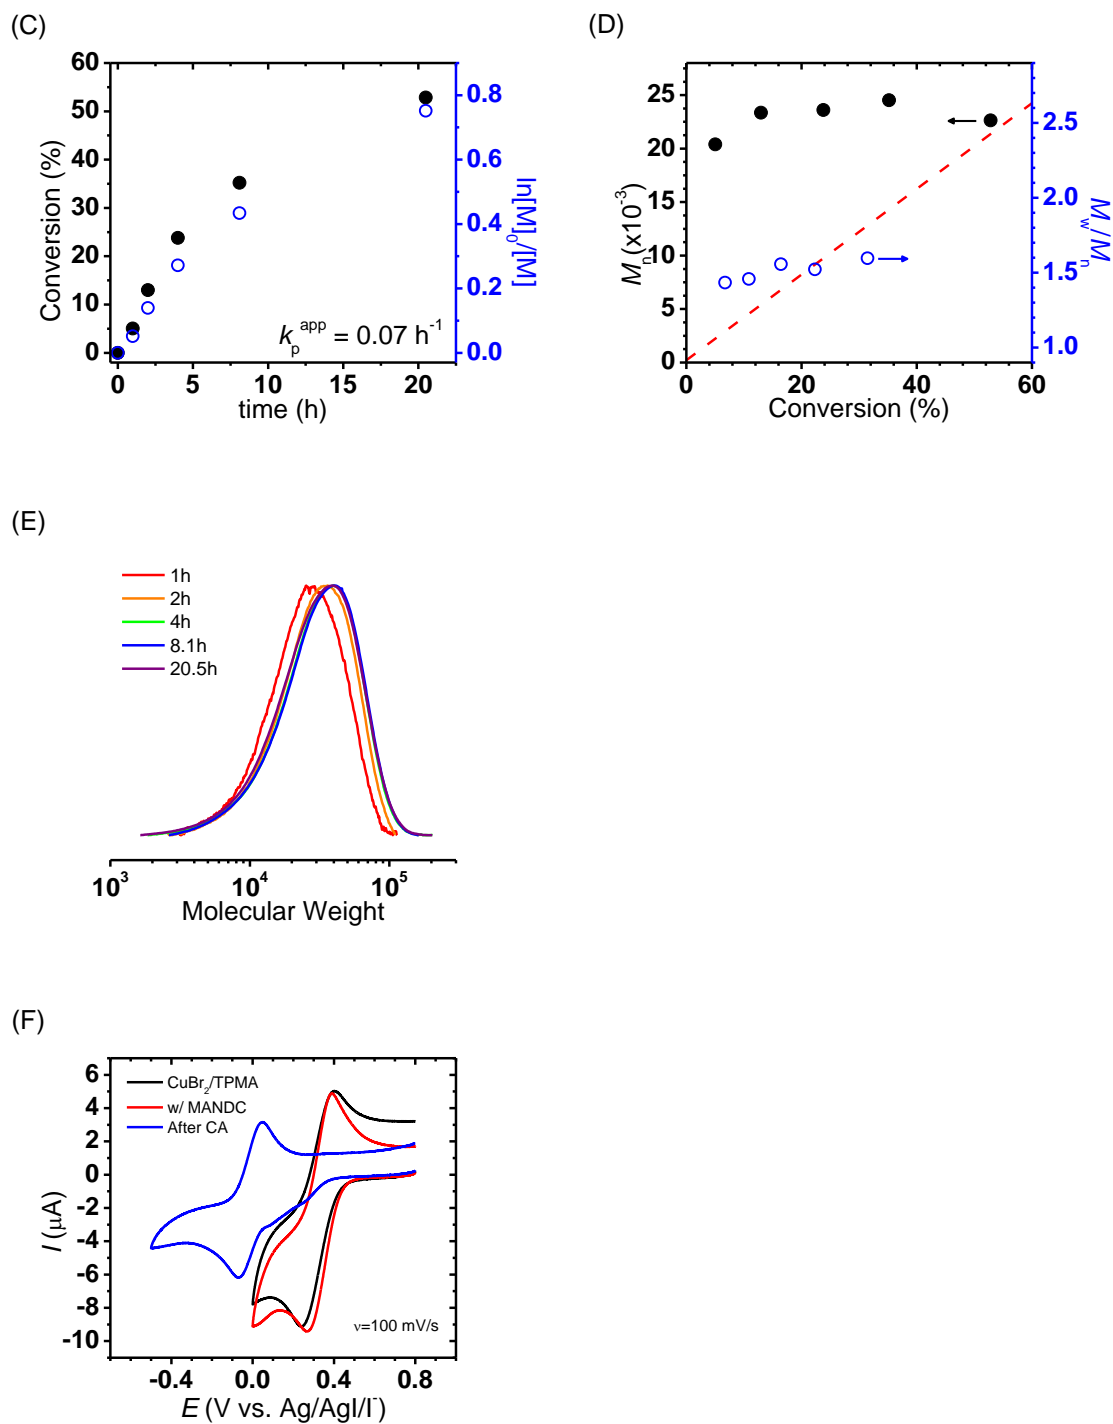 (C)
60
50
40
30
20
10
0
Conversion (%)
0.8
0.6
0.4
0.2
0.0
ln[M]₀/[M]
kₚᵃᵖᵖ = 0.07 h⁻¹
0 5 10 15 20
time (h)
(D)
25
20
15
10
5
0
Mₙ(x10⁻³)
2.5
2.0
1.5
1.0
M_w/Mₙ
0 20 40 60
Conversion (%)
(E)
1h
2h
4h
8.1h
20.5h
10³ 10⁴ 10⁵
Molecular Weight
(F)
6
4
2
0
-2
-4
-6
-8
-10
I (μA)
CuBr₂/TPMA
w/ MANDC
After CA
ν=100 mV/s
-0.4 0.0 0.4 0.8
E (V vs. Ag/AgI/I⁻)